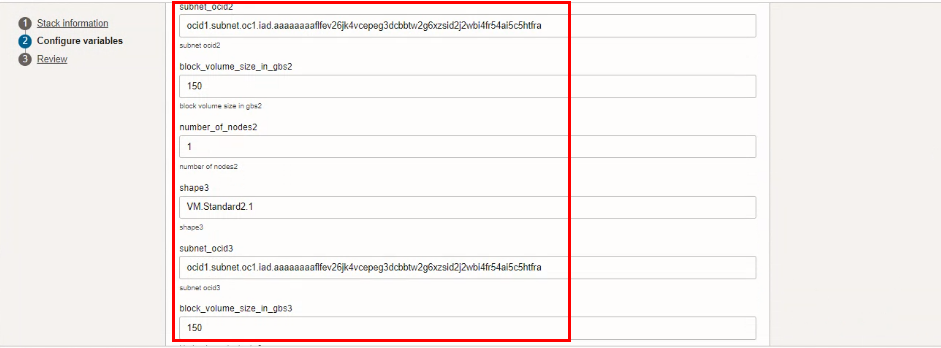 1 Stack information
2 Configure variables
3 Review
subnet_ocid2
ocid1.subnet.oc1.iad.aaaaaaaaflfev26jk4vcepeg3dcbbtw2g6xzsid2j2wbi4fr54ai5c5htfra
subnet ocid2
block_volume_size_in_gbs2
150
block volume size in gbs2
number_of_nodes2
1
number of nodes2
shape3
VM.Standard2.1
shape3
subnet_ocid3
ocid1.subnet.oc1.iad.aaaaaaaaflfev26jk4vcepeg3dcbbtw2g6xzsid2j2wbi4fr54ai5c5htfra
subnet ocid3
block_volume_size_in_gbs3
150